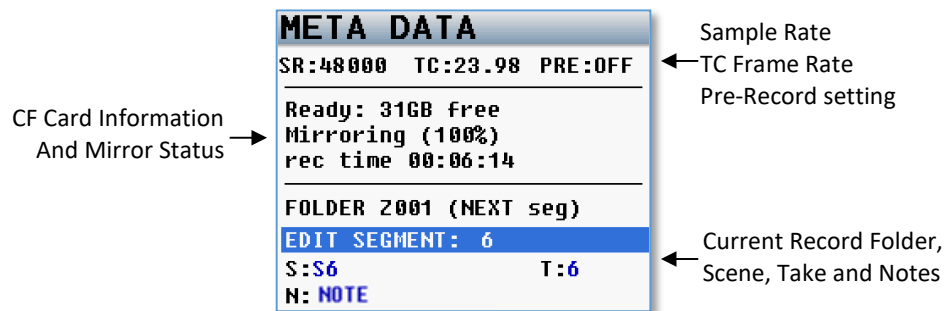 META DATA
SR:48000 TC:23.98 PRE:OFF
Sample Rate
TC Frame Rate
Pre-Record setting
CF Card Information
And Mirror Status
Ready: 31GB free
Mirroring (100%)
rec time 00:06:14
FOLDER Z001 (NEXT seg)
EDIT SEGMENT: 6
S:S6 T:6
N: NOTE
Current Record Folder,
Scene, Take and Notes